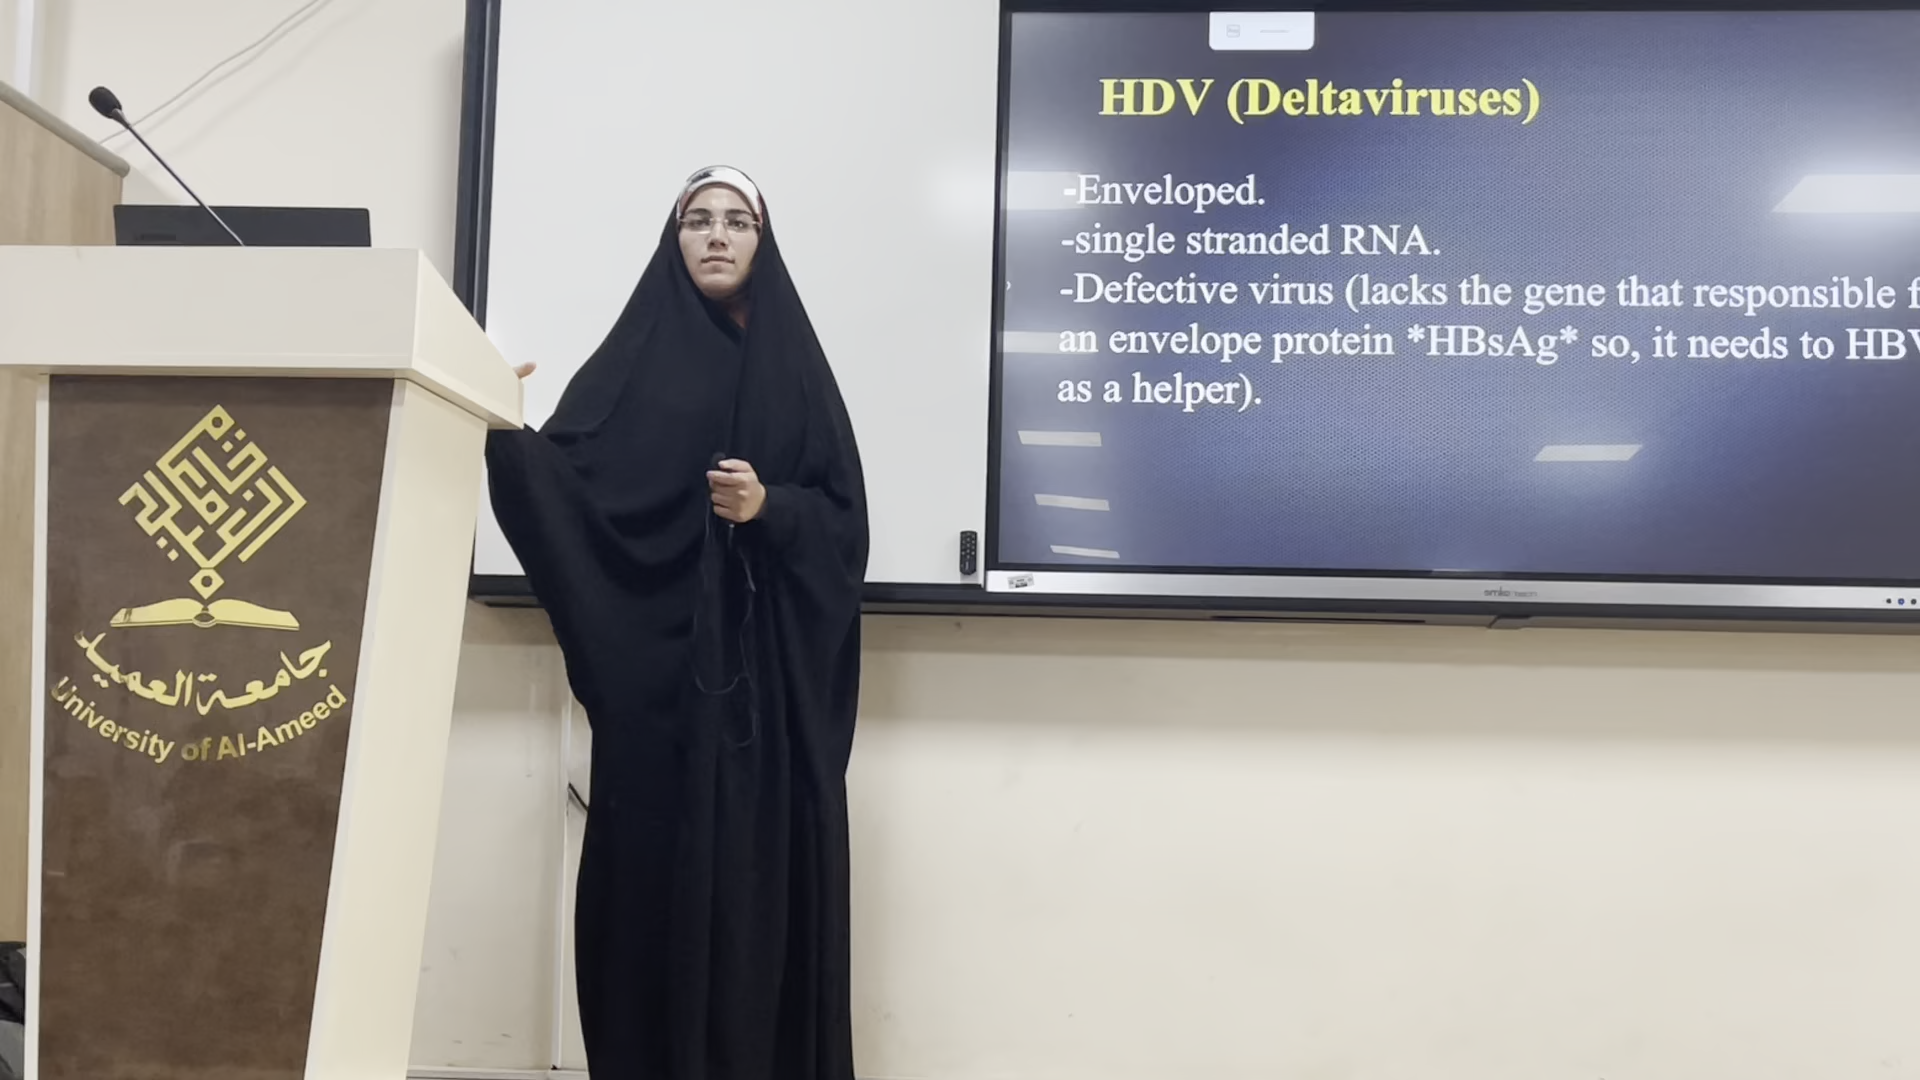 HDV (Deltaviruses)
-Enveloped.
-single stranded RNA.
-Defective virus (lacks the gene that responsible
an envelope protein *HBsAg* so, it needs to HBV
as a helper).
جامعة العميد
University of Al-Ameed